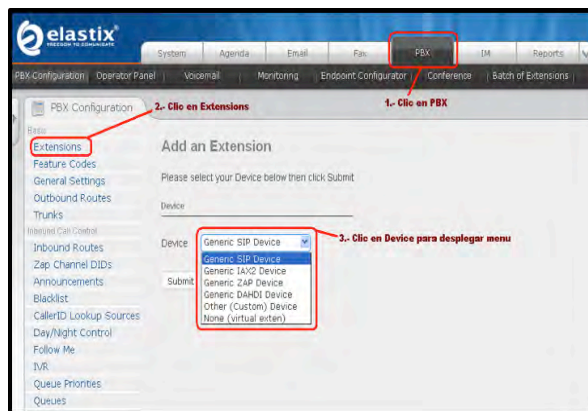 elastix
FREEDOM TO COMMUNICATE
System Agenda Email Fax PBX IM Reports
PBX Configuration Operator Panel Voicemail Monitoring Endpoint Configurator Conference Batch of Extensions
PBX Configuration
2.- Clic en Extensions
1.- Clic en PBX
Basic
Extensions
Feature Codes
General Settings
Outbound Routes
Trunks
Inbound Call Control
Inbound Routes
Zap Channel DIDs
Announcements
Blacklist
CallerID Lookup Sources
Day/Night Control
Follow Me
IVR
Queue Priorities
Queues
Add an Extension
Please select your Device below then click Submit
Device
Device Generic SIP Device
3.- Clic en Device para desplegar menu
Generic SIP Device
Generic IAX2 Device
Generic ZAP Device
Generic DAHDI Device
Other (Custom) Device
None (virtual exten)
Submit